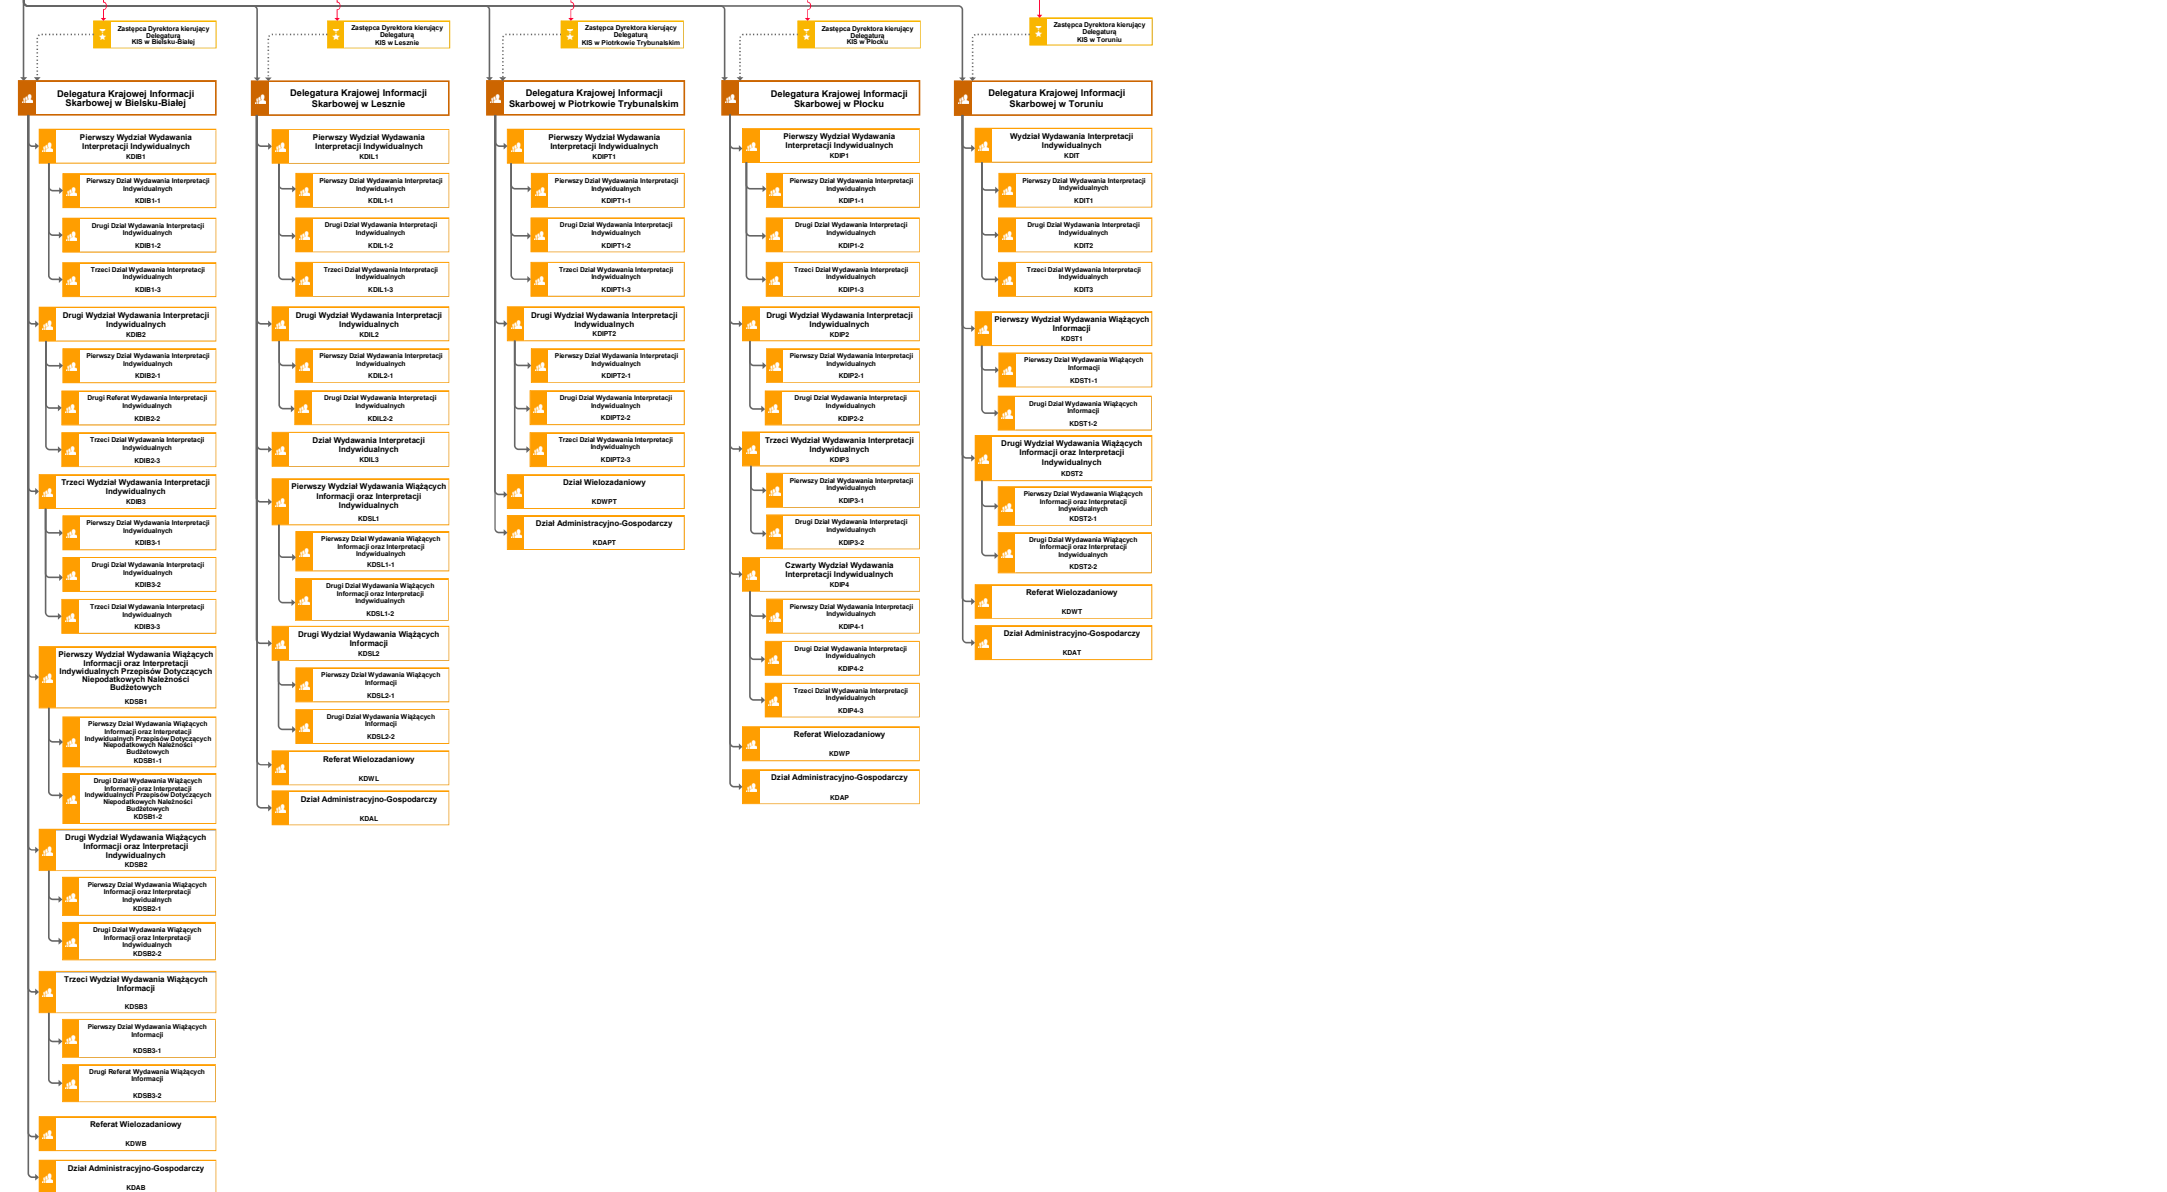 Zastępca Dyrektora kierujący
Delegaturą
KIS w Bielsku-Białej
Zastępca Dyrektora kierujący
Delegaturą
KIS w Lesznie
Zastępca Dyrektora kierujący
Delegaturą
KIS w Piotrkowie Trybunalskim
Zastępca Dyrektora kierujący
Delegaturą
KIS w Płocku
Zastępca Dyrektora kierujący
Delegaturą
KIS w Toruniu
Delegatura Krajowej Informacji
Skarbowej w Bielsku-Białej
Pierwszy Wydział Wydawania
Interpretacji Indywidualnych
KDIB1
Pierwszy Dział Wydawania Interpretacji
Indywidualnych
KDIB1-1
Drugi Dział Wydawania Interpretacji
Indywidualnych
KDIB1-2
Trzeci Dział Wydawania Interpretacji
Indywidualnych
KDIB1-3
Drugi Wydział Wydawania Interpretacji
Indywidualnych
KDIB2
Pierwszy Dział Wydawania Interpretacji
Indywidualnych
KDIB2-1
Drugi Referat Wydawania Interpretacji
Indywidualnych
KDIB2-2
Trzeci Dział Wydawania Interpretacji
Indywidualnych
KDIB2-3
Trzeci Wydział Wydawania Interpretacji
Indywidualnych
KDIB3
Pierwszy Dział Wydawania Interpretacji
Indywidualnych
KDIB3-1
Drugi Dział Wydawania Interpretacji
Indywidualnych
KDIB3-2
Trzeci Dział Wydawania Interpretacji
Indywidualnych
KDIB3-3
Pierwszy Wydział Wydawania Wiążących
Informacji oraz Interpretacji
Indywidualnych Przepisów Dotyczących
Niepodatkowych Należności
Budżetowych
KDSB1
Pierwszy Dział Wydawania Wiążących
Informacji oraz Interpretacji
Indywidualnych Przepisów Dotyczących
Niepodatkowych Należności
Budżetowych
KDSB1-1
Drugi Dział Wydawania Wiążących
Informacji oraz Interpretacji
Indywidualnych Przepisów Dotyczących
Niepodatkowych Należności
Budżetowych
KDSB1-2
Drugi Wydział Wydawania Wiążących
Informacji oraz Interpretacji
Indywidualnych
KDSB2
Pierwszy Dział Wydawania Wiążących
Informacji oraz Interpretacji
Indywidualnych
KDSB2-1
Drugi Dział Wydawania Wiążących
Informacji oraz Interpretacji
Indywidualnych
KDSB2-2
Trzeci Wydział Wydawania Wiążących
Informacji
KDSB3
Pierwszy Dział Wydawania Wiążących
Informacji
KDSB3-1
Drugi Referat Wydawania Wiążących
Informacji
KDSB3-2
Referat Wielozadaniowy
KDWB
Dział Administracyjno-Gospodarczy
KDAB
Delegatura Krajowej Informacji
Skarbowej w Lesznie
Pierwszy Wydział Wydawania
Interpretacji Indywidualnych
KDIL1
Pierwszy Dział Wydawania Interpretacji
Indywidualnych
KDIL1-1
Drugi Dział Wydawania Interpretacji
Indywidualnych
KDIL1-2
Trzeci Dział Wydawania Interpretacji
Indywidualnych
KDIL1-3
Drugi Wydział Wydawania Interpretacji
Indywidualnych
KDIL2
Pierwszy Dział Wydawania Interpretacji
Indywidualnych
KDIL2-1
Drugi Dział Wydawania Interpretacji
Indywidualnych
KDIL2-2
Dział Wydawania Interpretacji
Indywidualnych
KDIL3
Pierwszy Wydział Wydawania Wiążących
Informacji oraz Interpretacji
Indywidualnych
KDSL1
Pierwszy Dział Wydawania Wiążących
Informacji oraz Interpretacji
Indywidualnych
KDSL1-1
Drugi Dział Wydawania Wiążących
Informacji oraz Interpretacji
Indywidualnych
KDSL1-2
Drugi Wydział Wydawania Wiążących
Informacji
KDSL2
Pierwszy Dział Wydawania Wiążących
Informacji
KDSL2-1
Drugi Dział Wydawania Wiążących
Informacji
KDSL2-2
Referat Wielozadaniowy
KDWL
Dział Administracyjno-Gospodarczy
KDAL
Delegatura Krajowej Informacji
Skarbowej w Piotrkowie Trybunalskim
Pierwszy Wydział Wydawania
Interpretacji Indywidualnych
KDIPT1
Pierwszy Dział Wydawania Interpretacji
Indywidualnych
KDIPT1-1
Drugi Dział Wydawania Interpretacji
Indywidualnych
KDIPT1-2
Trzeci Dział Wydawania Interpretacji
Indywidualnych
KDIPT1-3
Drugi Wydział Wydawania Interpretacji
Indywidualnych
KDIPT2
Pierwszy Dział Wydawania Interpretacji
Indywidualnych
KDIPT2-1
Drugi Dział Wydawania Interpretacji
Indywidualnych
KDIPT2-2
Trzeci Dział Wydawania Interpretacji
Indywidualnych
KDIPT2-3
Dział Wielozadaniowy
KDWPT
Dział Administracyjno-Gospodarczy
KDAPT
Delegatura Krajowej Informacji
Skarbowej w Płocku
Pierwszy Wydział Wydawania
Interpretacji Indywidualnych
KDIP1
Pierwszy Dział Wydawania Interpretacji
Indywidualnych
KDIP1-1
Drugi Dział Wydawania Interpretacji
Indywidualnych
KDIP1-2
Trzeci Dział Wydawania Interpretacji
Indywidualnych
KDIP1-3
Drugi Wydział Wydawania Interpretacji
Indywidualnych
KDIP2
Pierwszy Dział Wydawania Interpretacji
Indywidualnych
KDIP2-1
Drugi Dział Wydawania Interpretacji
Indywidualnych
KDIP2-2
Trzeci Wydział Wydawania Interpretacji
Indywidualnych
KDIP3
Pierwszy Dział Wydawania Interpretacji
Indywidualnych
KDIP3-1
Drugi Dział Wydawania Interpretacji
Indywidualnych
KDIP3-2
Czwarty Wydział Wydawania
Interpretacji Indywidualnych
KDIP4
Pierwszy Dział Wydawania Interpretacji
Indywidualnych
KDIP4-1
Drugi Dział Wydawania Interpretacji
Indywidualnych
KDIP4-2
Trzeci Dział Wydawania Interpretacji
Indywidualnych
KDIP4-3
Referat Wielozadaniowy
KDWP
Dział Administracyjno-Gospodarczy
KDAP
Delegatura Krajowej Informacji
Skarbowej w Toruniu
Wydział Wydawania Interpretacji
Indywidualnych
KDIT
Pierwszy Dział Wydawania Interpretacji
Indywidualnych
KDIT1
Drugi Dział Wydawania Interpretacji
Indywidualnych
KDIT2
Trzeci Dział Wydawania Interpretacji
Indywidualnych
KDIT3
Pierwszy Wydział Wydawania Wiążących
Informacji
KDST1
Pierwszy Dział Wydawania Wiążących
Informacji
KDST1-1
Drugi Dział Wydawania Wiążących
Informacji
KDST1-2
Drugi Wydział Wydawania Wiążących
Informacji oraz Interpretacji
Indywidualnych
KDST2
Pierwszy Dział Wydawania Wiążących
Informacji oraz Interpretacji
Indywidualnych
KDST2-1
Drugi Dział Wydawania Wiążących
Informacji oraz Interpretacji
Indywidualnych
KDST2-2
Referat Wielozadaniowy
KDWT
Dział Administracyjno-Gospodarczy
KDAT